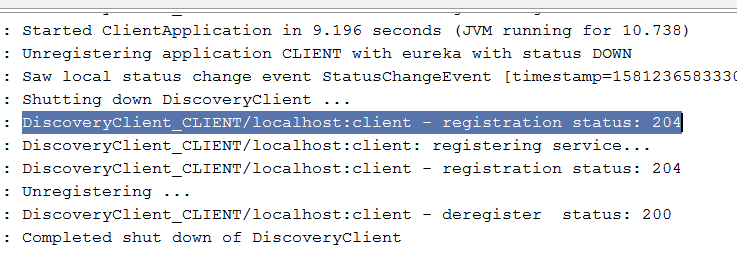 : Started ClientApplication in 9.196 seconds (JVM running for 10.738)
: Unregistering application CLIENT with eureka with status DOWN
: Saw local status change event StatusChangeEvent [timestamp=1581236583330
: Shutting down DiscoveryClient ...
: DiscoveryClient_CLIENT/localhost:client - registration status: 204
: DiscoveryClient_CLIENT/localhost:client: registering service...
: DiscoveryClient_CLIENT/localhost:client - registration status: 204
: Unregistering ...
: DiscoveryClient_CLIENT/localhost:client - deregister  status: 200
: Completed shut down of DiscoveryClient